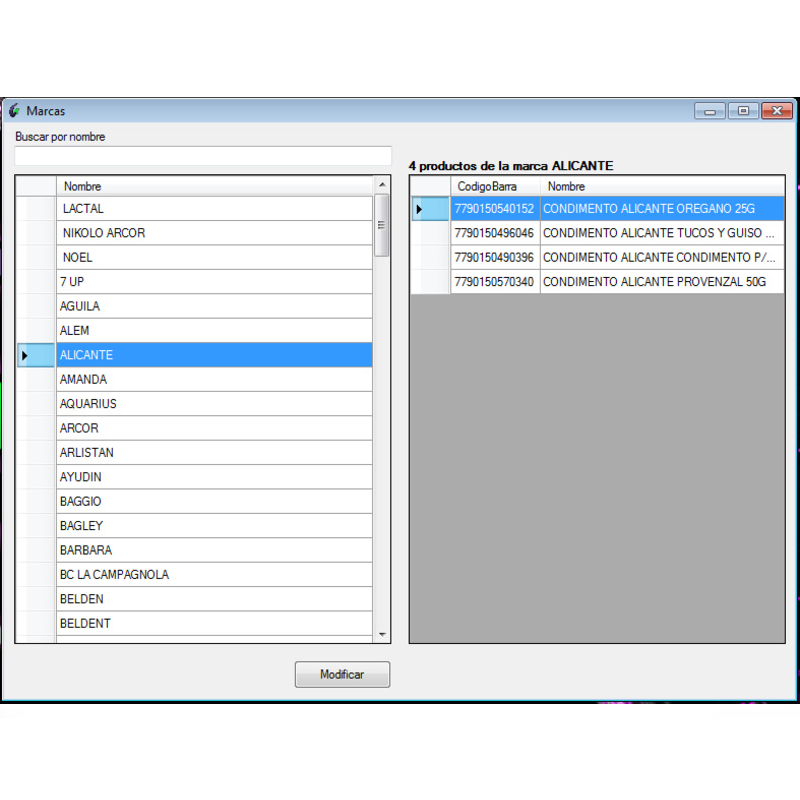 Marcas
Buscar por nombre
4 productos de la marca ALICANTE
Nombre
LACTAL
NIKOLO ARCOR
NOEL
7 UP
AGUILA
ALEM
ALICANTE
AMANDA
AQUARIUS
ARCOR
ARLISTAN
AYUDIN
BAGGIO
BAGLEY
BARBARA
BC LA CAMPAGNOLA
BELDEN
BELDENT
CodigoBarra Nombre
7790150540152 CONDIMENTO ALICANTE OREGANO 25G
7790150496046 CONDIMENTO ALICANTE TUCOS Y GUISO ...
7790150490396 CONDIMENTO ALICANTE CONDIMENTO P/...
7790150570340 CONDIMENTO ALICANTE PROVENZAL 50G
Modificar